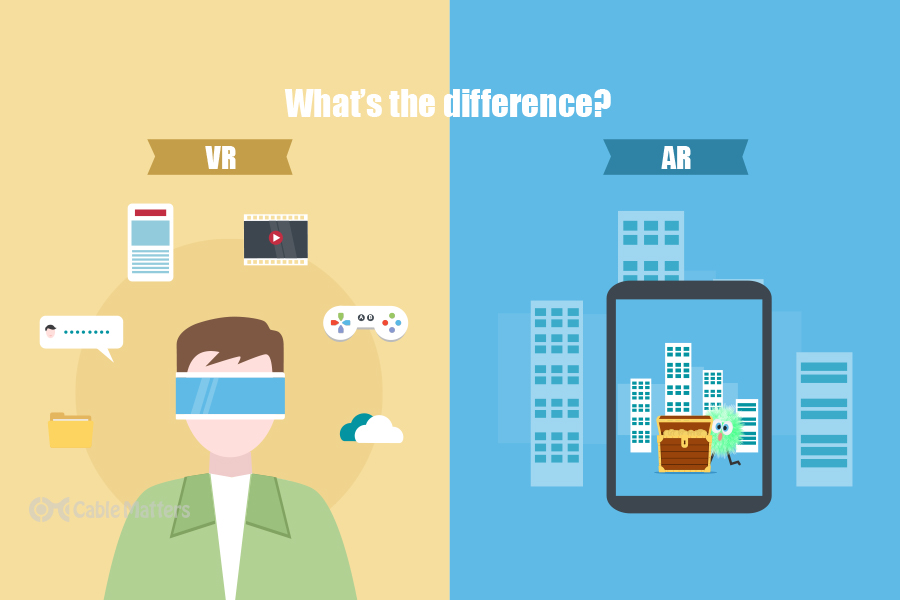 What's the difference?
VR
AR
A B
Cable Matters